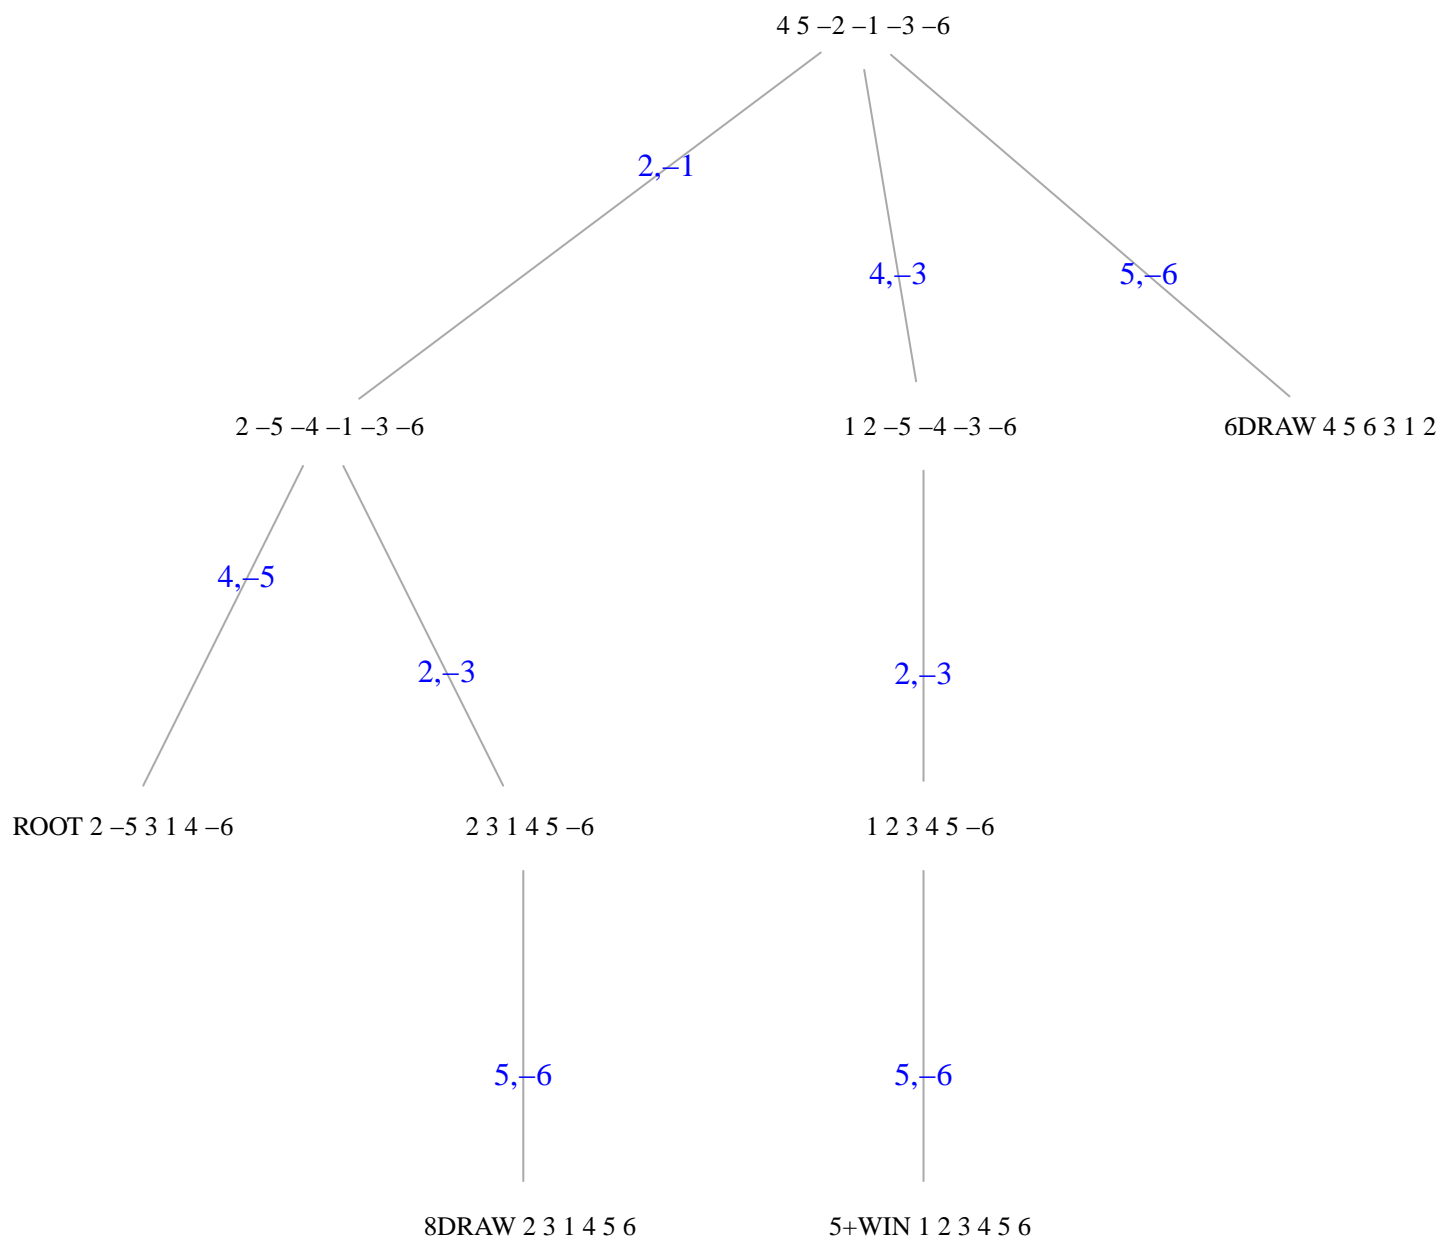 4 5 –2 –1 –3 –6
2,–1
4,–3
5,–6
2 –5 –4 –1 –3 –6
1 2 –5 –4 –3 –6
6DRAW 4 5 6 3 1 2
4,–5
2,–3
2,–3
ROOT 2 –5 3 1 4 –6
2 3 1 4 5 –6
1 2 3 4 5 –6
5,–6
5,–6
8DRAW 2 3 1 4 5 6
5+WIN 1 2 3 4 5 6